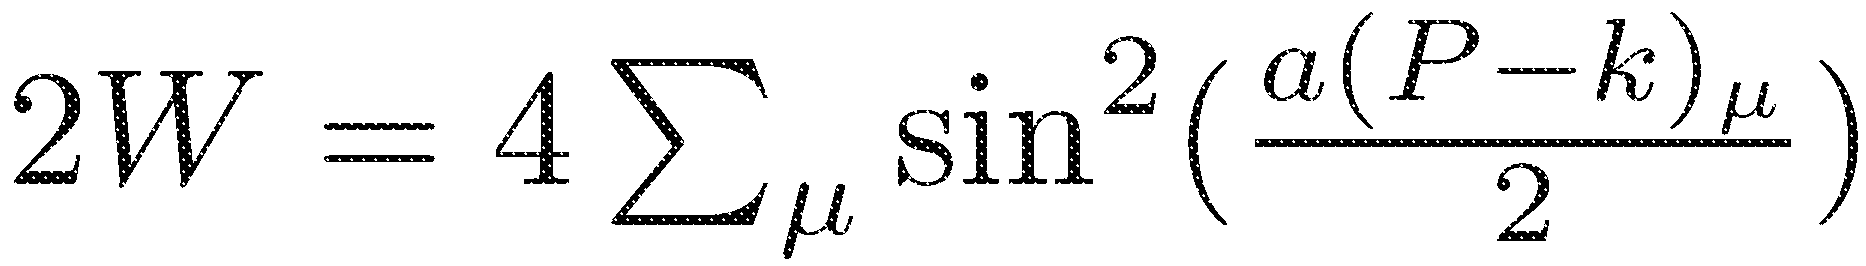 2W = 4 \sum_{\mu} \sin^2(\frac{a(P-k)_{\mu}}{2})